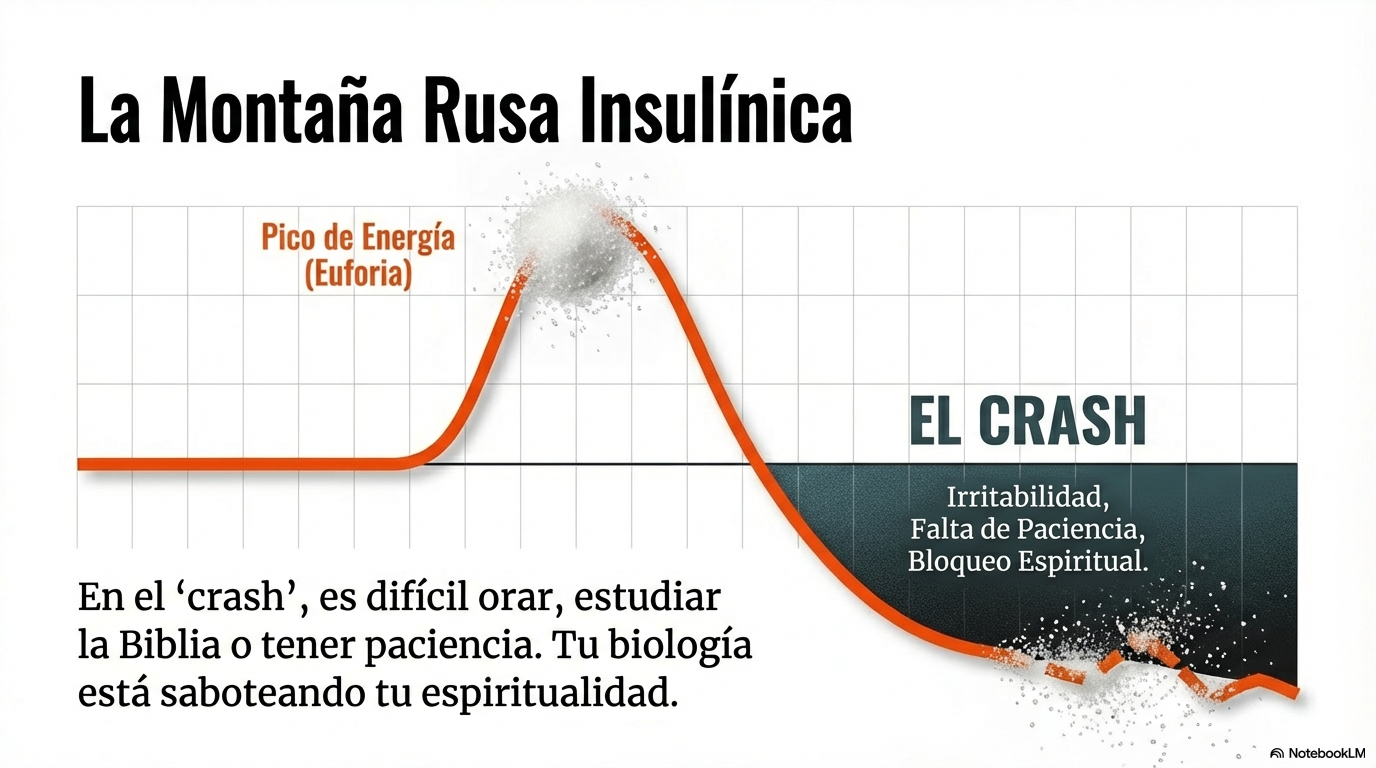 La Montaña Rusa Insulínica
Pico de Energía
(Euforia)
EL CRASH
Irritabilidad,
Falta de Paciencia,
Bloqueo Espiritual.
En el ‘crash’, es difícil orar, estudiar
la Biblia o tener paciencia. Tu biología
está saboteando tu espiritualidad.
NotebookLM